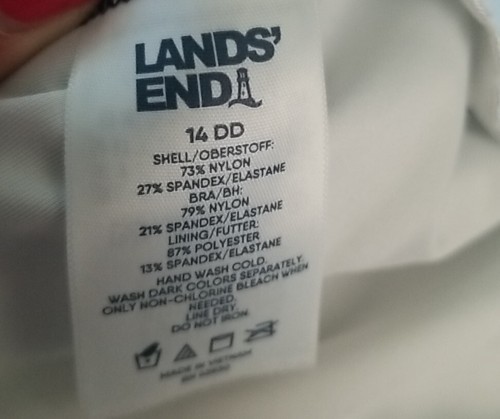 LANDS'
END
14 DD
SHELL/OBERSTOFF:
73% NYLON
27% SPANDEX/ELASTANE
BRA/BH:
79% NYLON
21% SPANDEX/ELASTANE
LINING/FUTTER:
87% POLYESTER
13% SPANDEX/ELASTANE
HAND WASH COLD.
WASH DARK COLORS SEPARATELY.
ONLY NON-CHLORINE BLEACH WHEN
NEEDED.
LINE DRY.
DO NOT IRON.
MADE IN VIETNAM